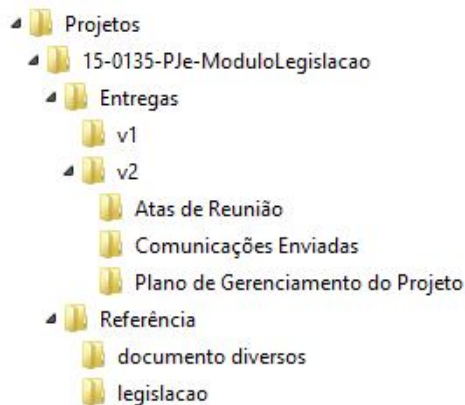 Projetos
15-0135-PJe-ModuloLegislacao
Entregas
v1
v2
Atas de Reunião
Comunicações Enviadas
Plano de Gerenciamento do Projeto
Referência
documento diversos
legislacao